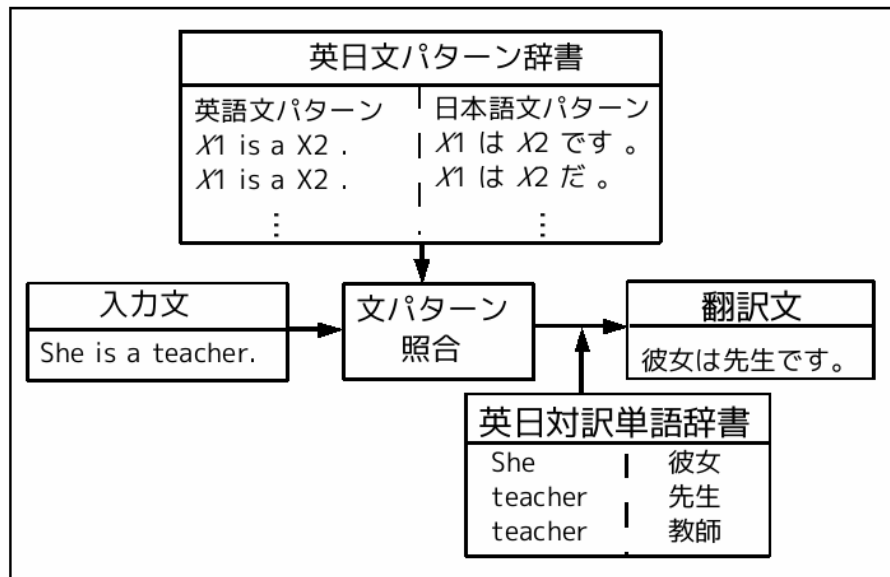 英日文パターン辞書
英語文パターン 日本語文パターン
X1 is a X2 . X1 は X2 です 。
X1 is a X2 . X1 は X2 だ 。
⋮ ⋮
入力文
She is a teacher.
文パターン
照合
翻訳文
彼女は先生です。
英日対訳単語辞書
She 彼女
teacher 先生
teacher 教師